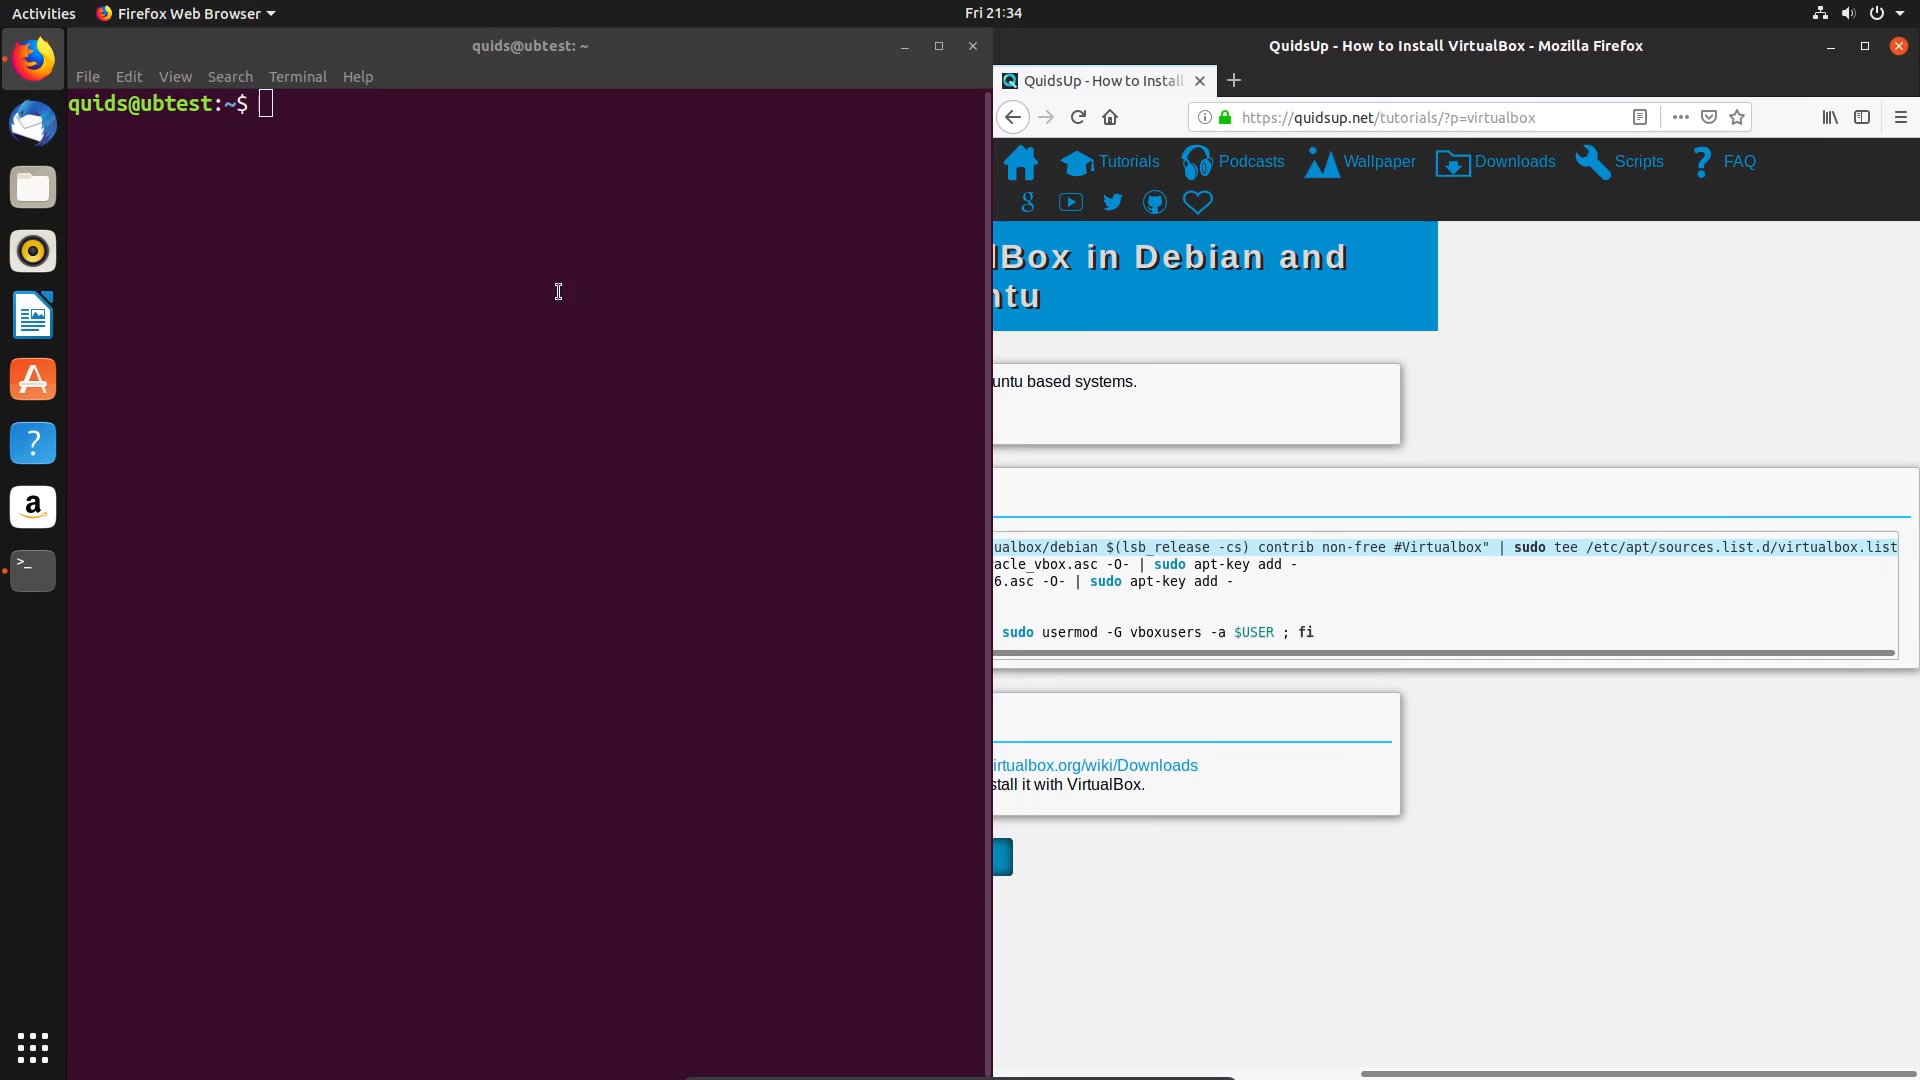 Activities Firefox Web Browser Fri 21:34
quids@ubtest: ~
File Edit View Search Terminal Help
quids@ubtest:~$
QuidsUp - How to Install VirtualBox - Mozilla Firefox
QuidsUp - How to Install
https://quidsup.net/tutorials/?p=virtualbox
Tutorials Podcasts Wallpaper Downloads Scripts FAQ
lBox in Debian and
ntu
untu based systems.
ualbox/debian $(lsb_release -cs) contrib non-free #Virtualbox" | sudo tee /etc/apt/sources.list.d/virtualbox.list
acle_vbox.asc -O- | sudo apt-key add -
6.asc -O- | sudo apt-key add -
sudo usermod -G vboxusers -a $USER ; fi
irtualbox.org/wiki/Downloads
stall it with VirtualBox.